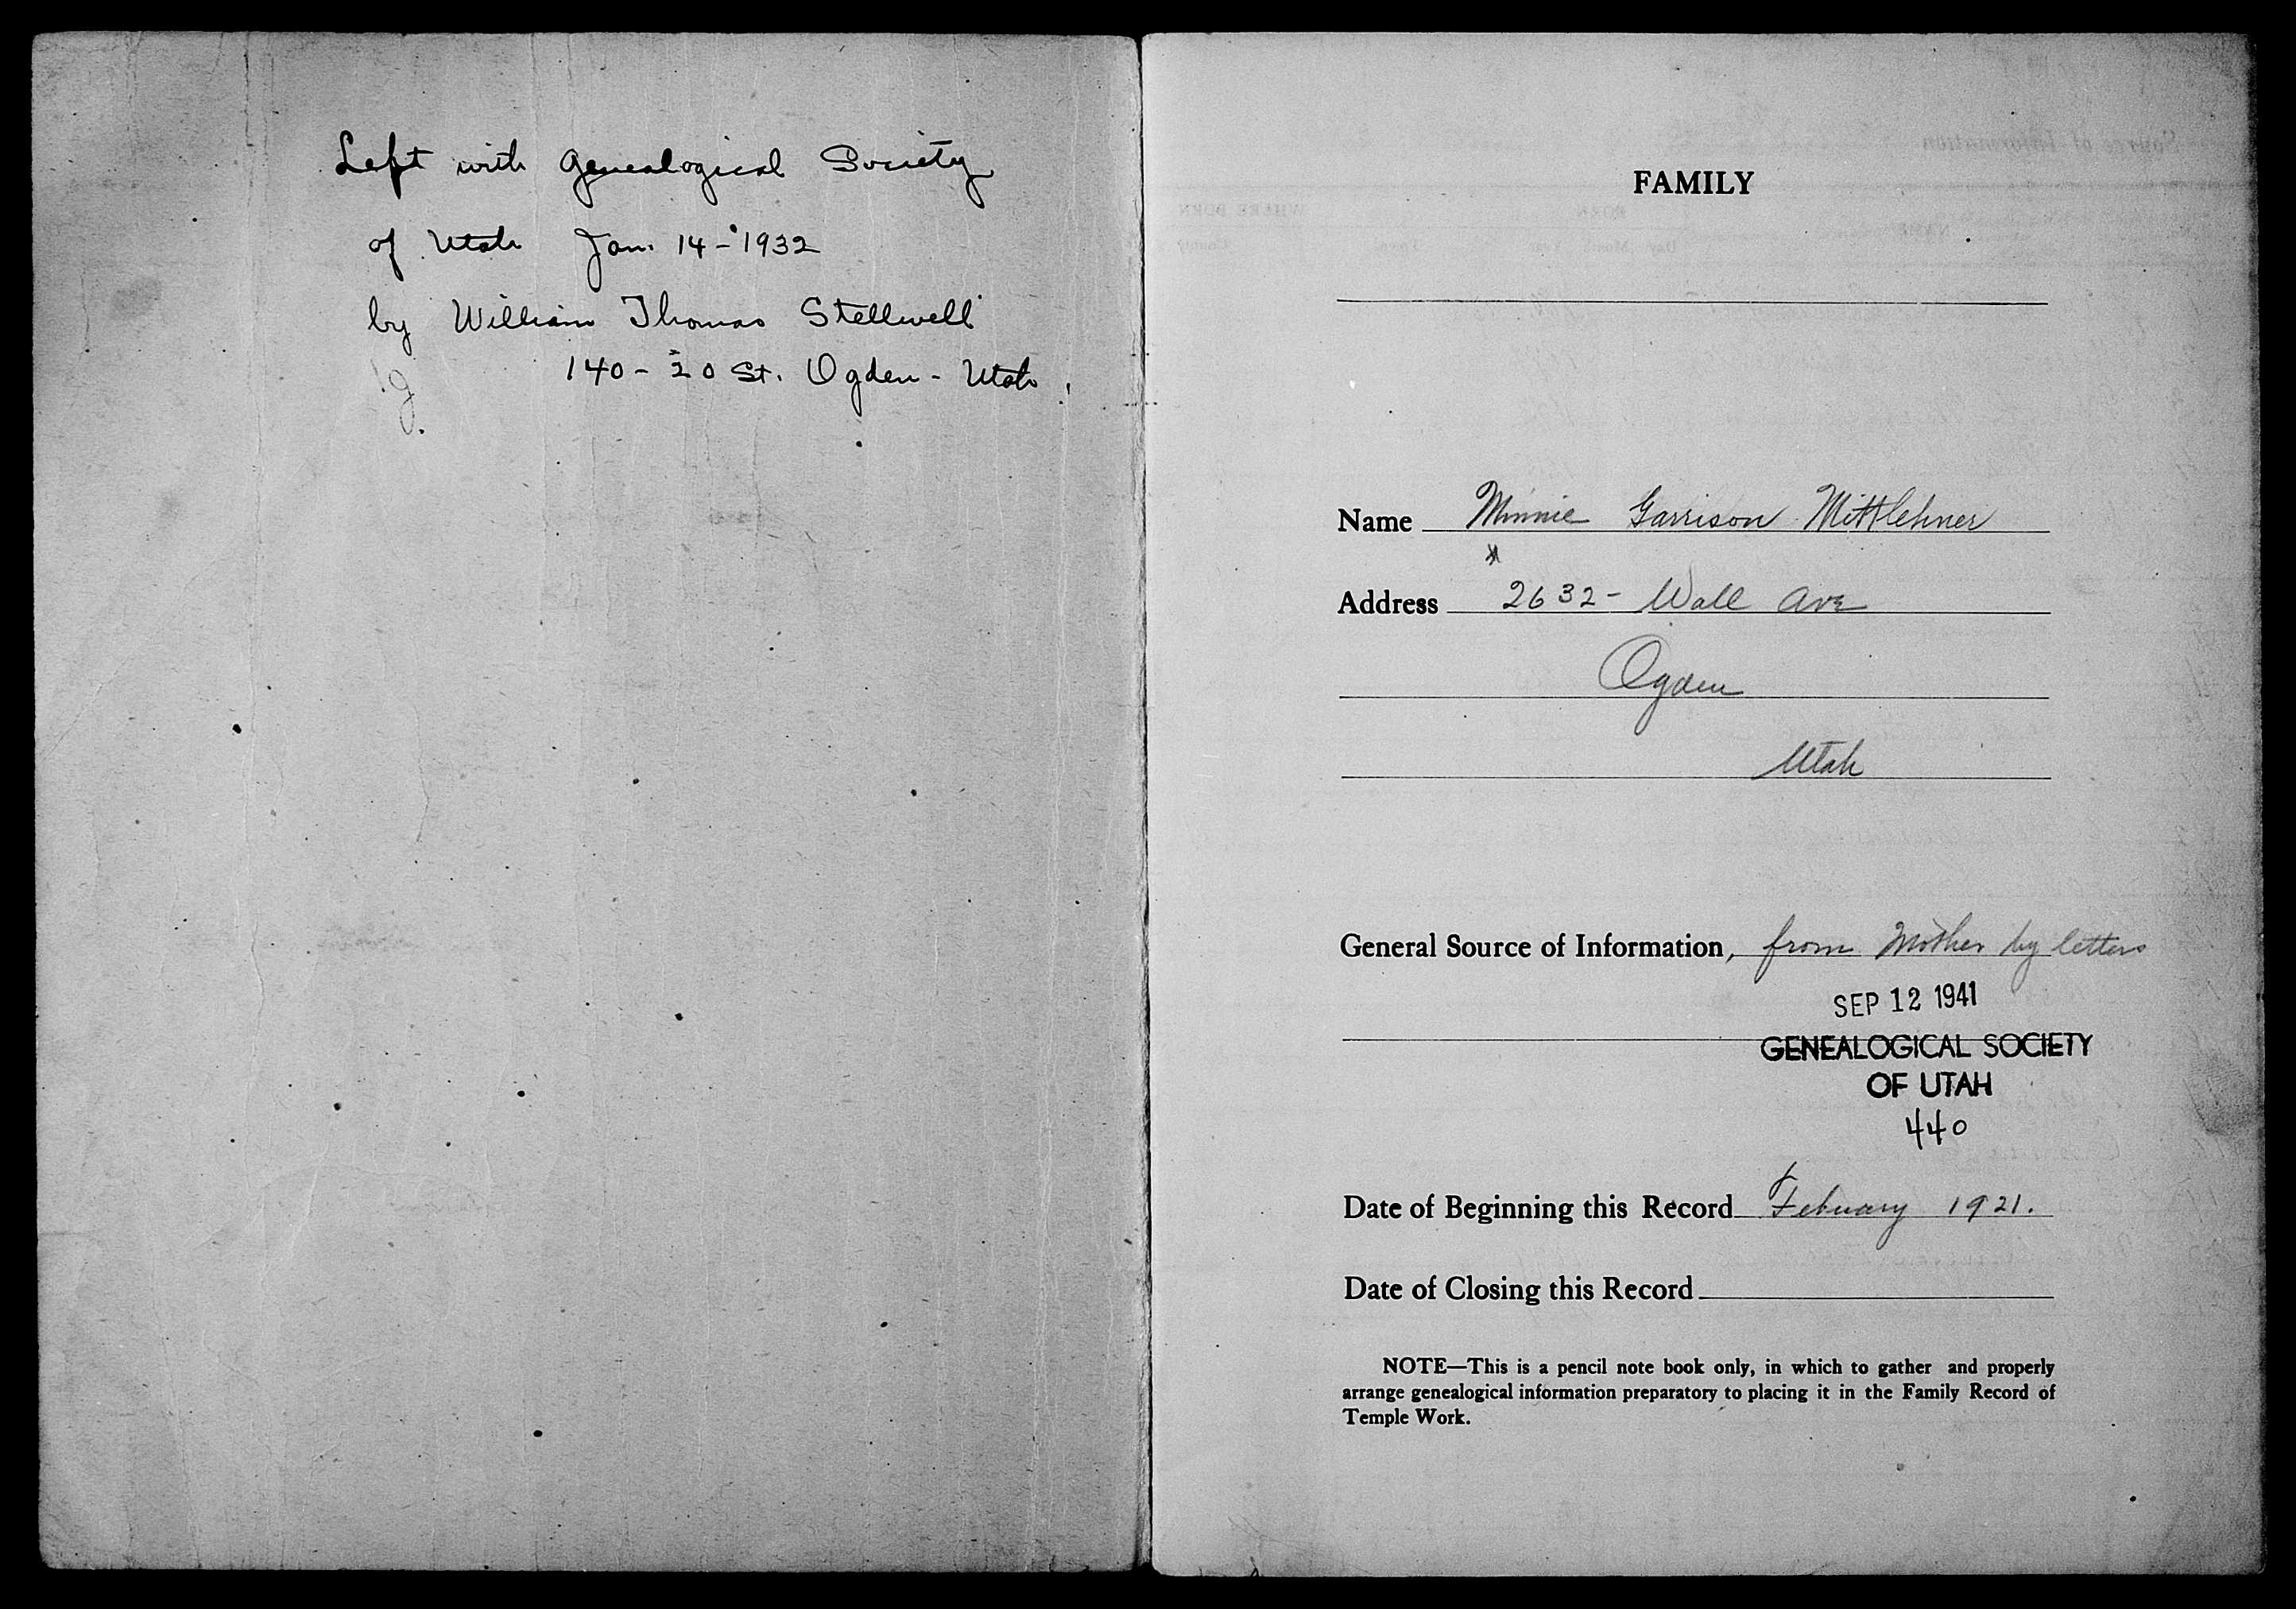 Left with Genealogical Society
of Utah Jan. 14-1932
by William Thomas Stellwell
140-20 St. Ogden-Utah.
FAMILY
Name Minnie Garrison Mittlehner
Address 2632- Wall Ave
Ogden
Utah
General Source of Information, from Mother by letters
SEP 12 1941
GENEALOGICAL SOCIETY
OF UTAH
440
Date of Beginning this Record February 1921.
Date of Closing this Record
NOTE—This is a pencil note book only, in which to gather and properly
arrange genealogical information preparatory to placing it in the Family Record of
Temple Work.